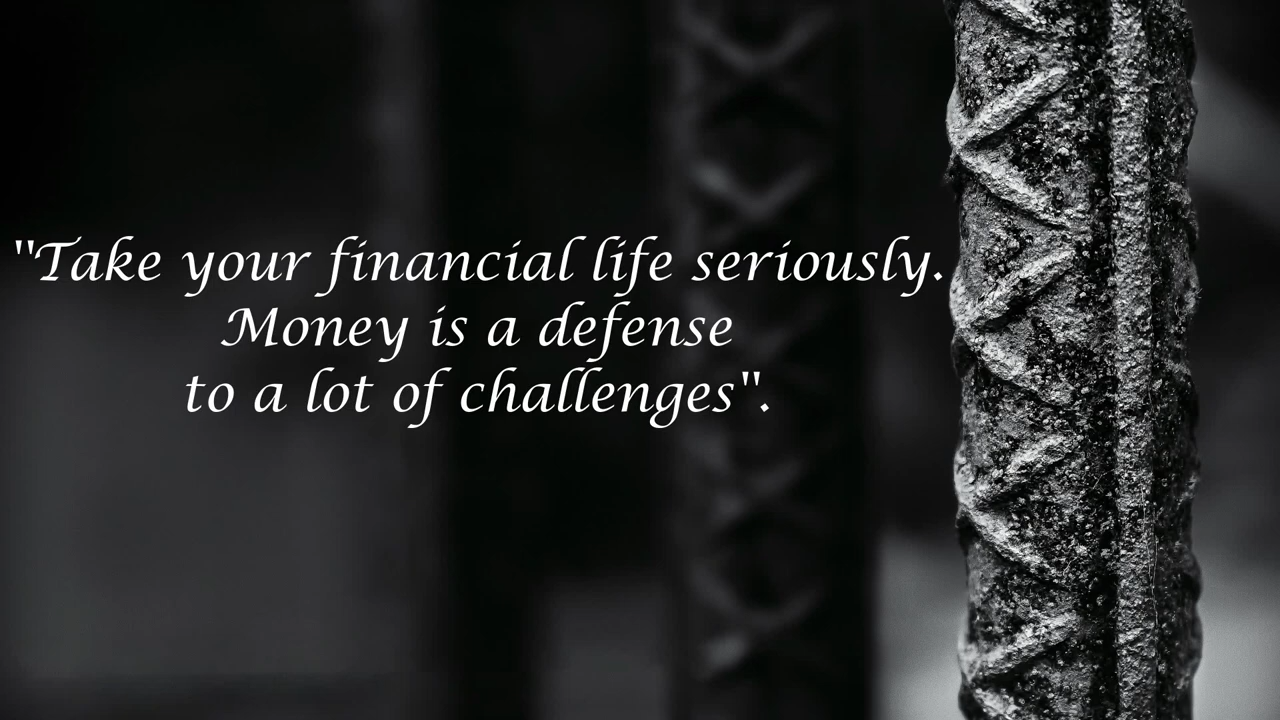 "Take your financial life seriously.
Money is a defense
to a lot of challenges".